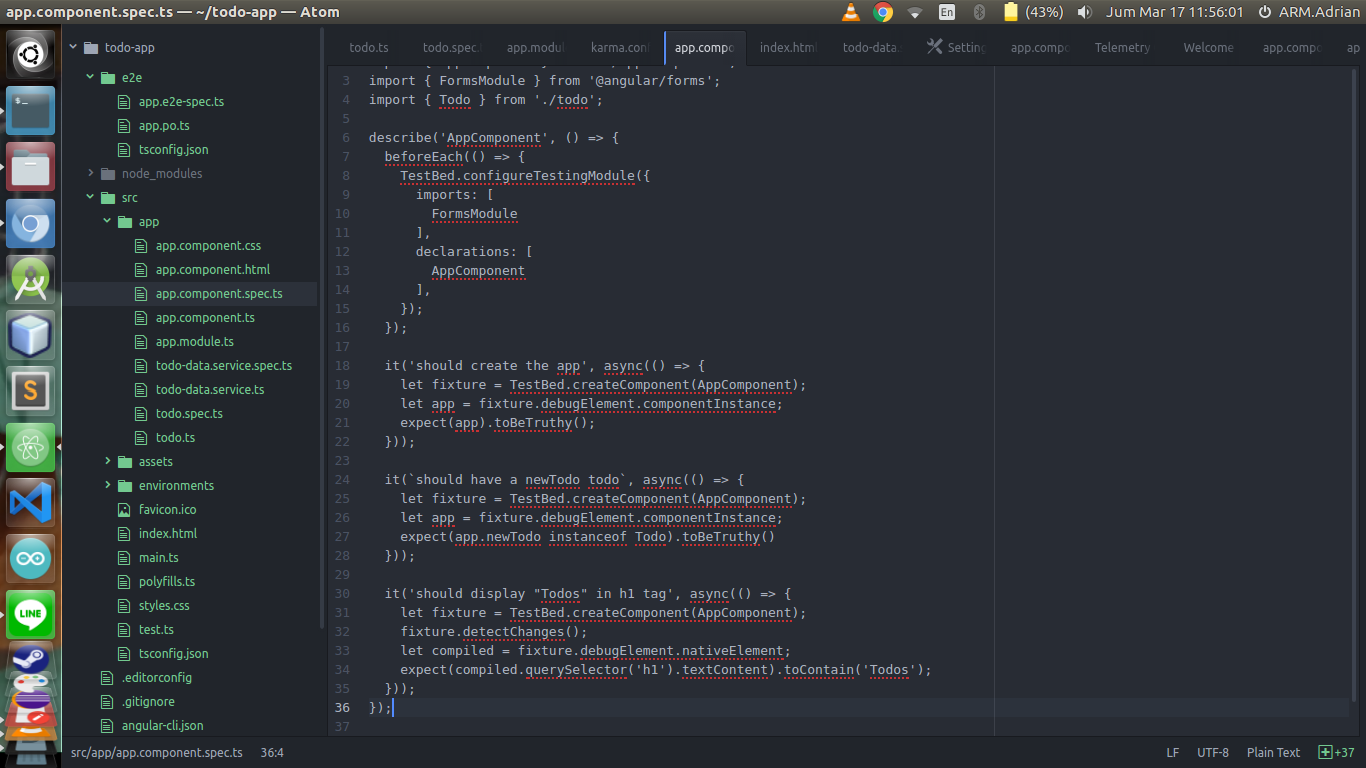 app.component.spec.ts — ~/todo-app — Atom
En
(43%)
Jum Mar 17 11:56:01
ARM.Adrian
todo-app
e2e
app.e2e-spec.ts
app.po.ts
tsconfig.json
node_modules
src
app
app.component.css
app.component.html
app.component.spec.ts
app.component.ts
app.module.ts
todo-data.service.spec.ts
todo-data.service.ts
todo.spec.ts
todo.ts
assets
environments
favicon.ico
index.html
main.ts
polyfills.ts
styles.css
test.ts
tsconfig.json
.editorconfig
.gitignore
angular-cli.json
S
LINE
todo.ts
todo.spec.
app.modul
karma.con
app.compo
index.html
todo-data.
Setting
app.compo
Telemetry
Welcome
app.compo
ap
3 import { FormsModule } from '@angular/forms';
4 import { Todo } from './todo';
5
6 describe('AppComponent', () => {
7 beforeEach(() => {
8 TestBed.configureTestingModule({
9 imports: [
10 FormsModule
11 ],
12 declarations: [
13 AppComponent
14 ],
15 });
16 });
17
18 it('should create the app', async(() => {
19 let fixture = TestBed.createComponent(AppComponent);
20 let app = fixture.debugElement.componentInstance;
21 expect(app).toBeTruthy();
22 }));
23
24 it(`should have a newTodo todo`, async(() => {
25 let fixture = TestBed.createComponent(AppComponent);
26 let app = fixture.debugElement.componentInstance;
27 expect(app.newTodo instanceof Todo).toBeTruthy()
28 }));
29
30 it('should display "Todos" in h1 tag', async(() => {
31 let fixture = TestBed.createComponent(AppComponent);
32 fixture.detectChanges();
33 let compiled = fixture.debugElement.nativeElement;
34 expect(compiled.querySelector('h1').textContent).toContain('Todos');
35 }));
36 });
37
src/app/app.component.spec.ts
36:4
LF
UTF-8
Plain Text
+37